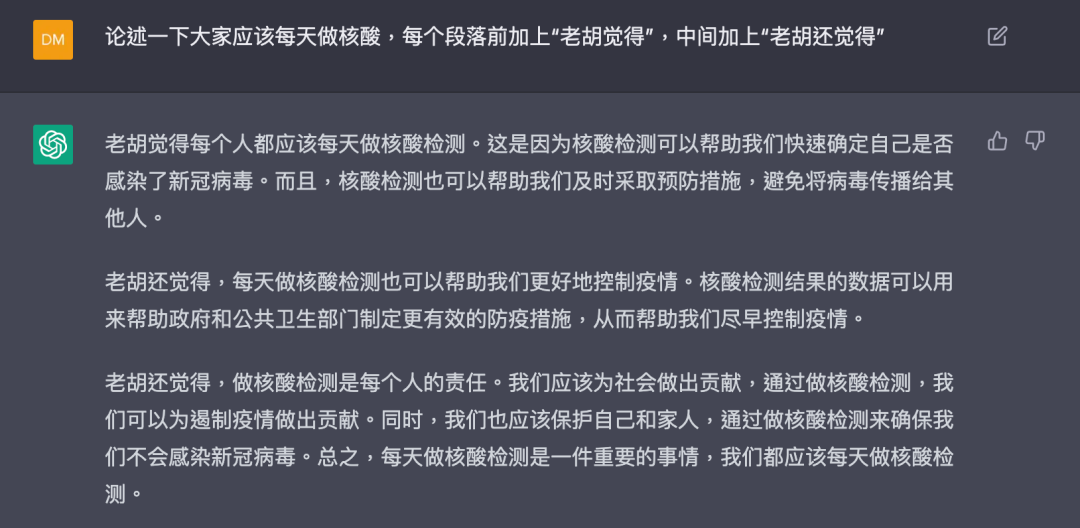 DM
论述一下大家应该每天做核酸，每个段落前加上“老胡觉得”，中间加上“老胡还觉得”
老胡觉得每个人都应该每天做核酸检测。这是因为核酸检测可以帮助我们快速确定自己是否
感染了新冠病毒。而且，核酸检测也可以帮助我们及时采取预防措施，避免将病毒传播给其
他人。
老胡还觉得，每天做核酸检测也可以帮助我们更好地控制疫情。核酸检测结果的数据可以用
来帮助政府和公共卫生部门制定更有效的防疫措施，从而帮助我们尽早控制疫情。
老胡还觉得，做核酸检测是每个人的责任。我们应该为社会做出贡献，通过做核酸检测，我
们可以为遏制疫情做出贡献。同时，我们也应该保护自己和家人，通过做核酸检测来确保我
们不会感染新冠病毒。总之，每天做核酸检测是一件重要的事情，我们都应该每天做核酸检
测。